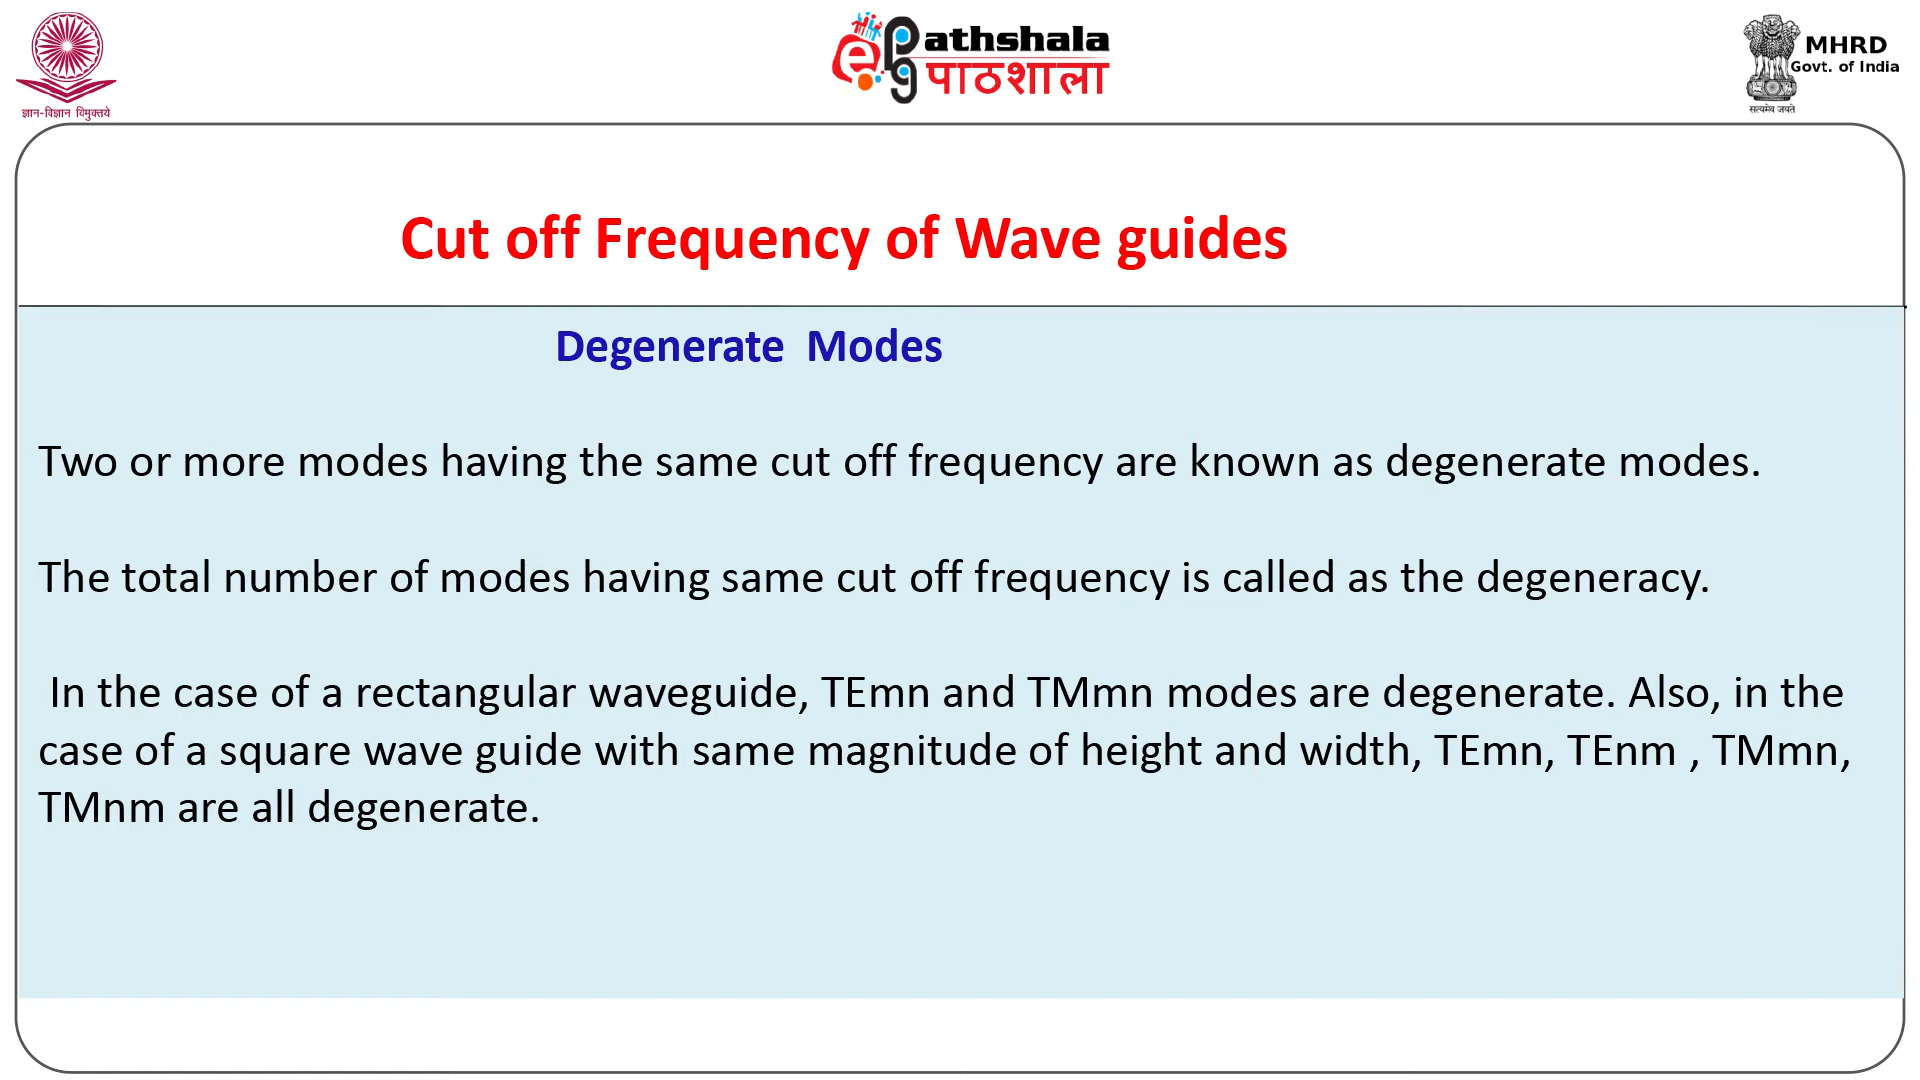 ज्ञान-विज्ञान विमुक्तये
e PG Pathshala
पाठशाला
MHRD
Govt. of India
सत्यमेव जयते
Cut off Frequency of Wave guides
Degenerate Modes
Two or more modes having the same cut off frequency are known as degenerate modes.
The total number of modes having same cut off frequency is called as the degeneracy.
In the case of a rectangular waveguide, TEmn and TMmn modes are degenerate. Also, in the
case of a square wave guide with same magnitude of height and width, TEmn, TEnm , TMmn,
TMnm are all degenerate.